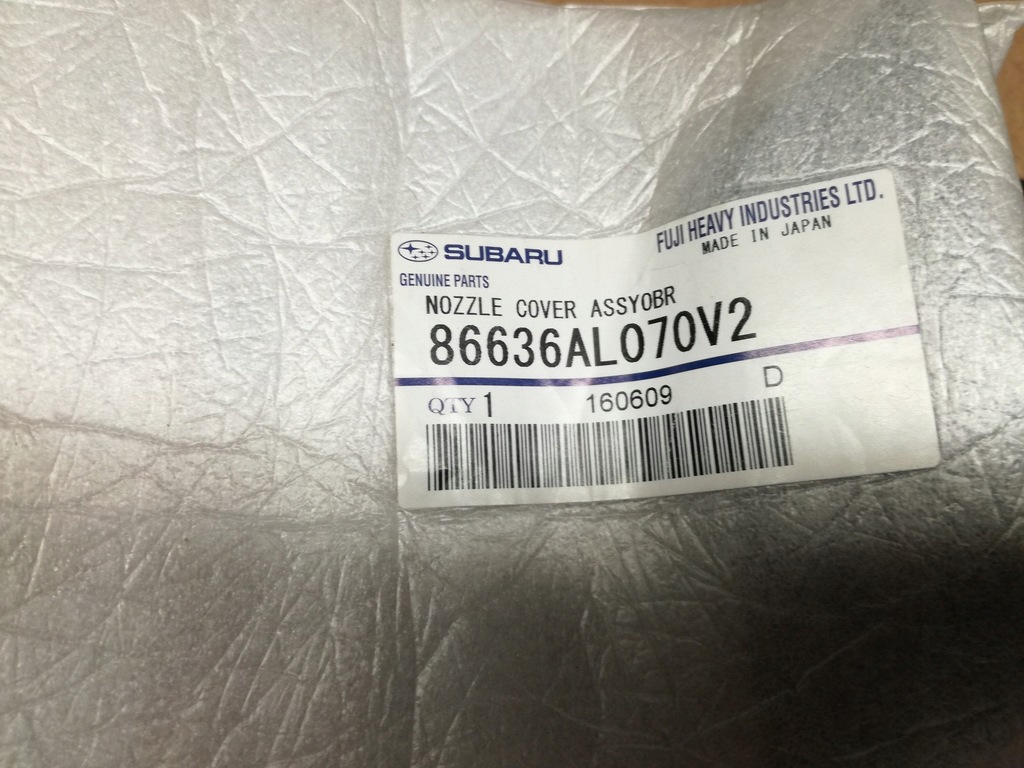 SUBARU
FUJI HEAVY INDUSTRIES LTD.
MADE IN JAPAN
GENUINE PARTS
NOZZLE COVER ASSYOBR
86636AL070V2
QTY 1 160609 D